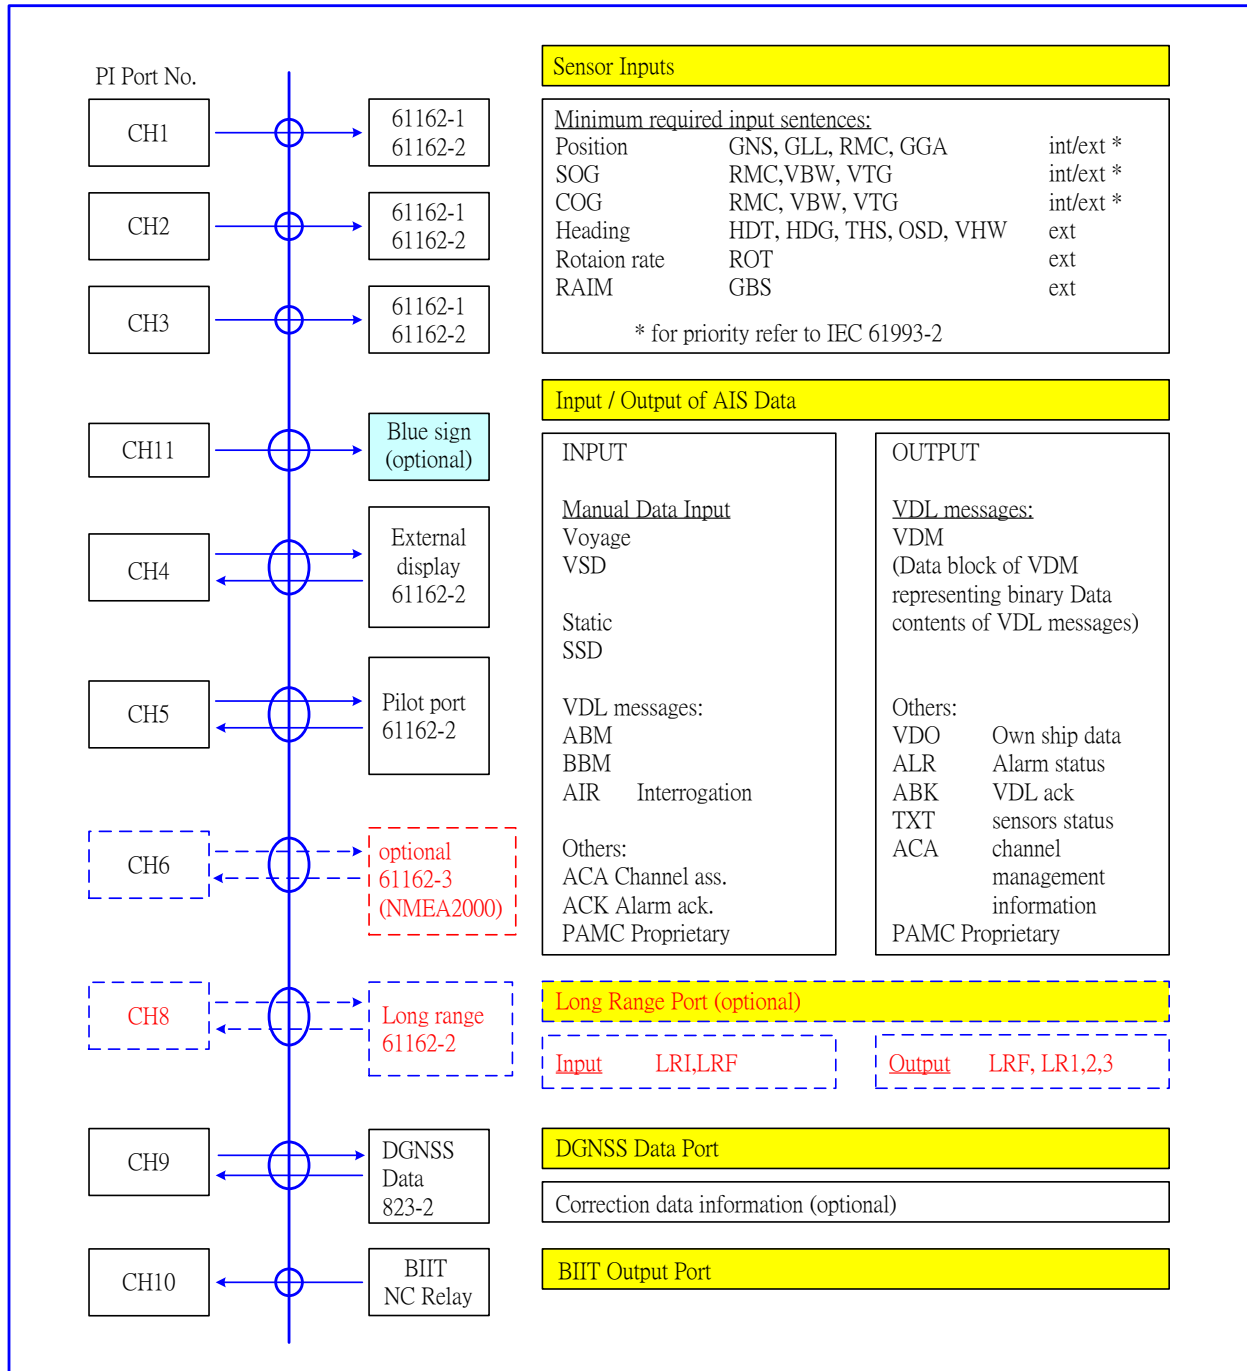 PI Port No.
CH1
61162-1
61162-2
CH2
61162-1
61162-2
CH3
61162-1
61162-2
Sensor Inputs
Minimum required input sentences:
Position GNS, GLL, RMC, GGA int/ext *
SOG RMC,VBW, VTG int/ext *
COG RMC, VBW, VTG int/ext *
Heading HDT, HDG, THS, OSD, VHW ext
Rotaion rate ROT ext
RAIM GBS ext
* for priority refer to IEC 61993-2
CH11
Blue sign
(optional)
CH4
External
display
61162-2
CH5
Pilot port
61162-2
CH6
optional
61162-3
(NMEA2000)
Input / Output of AIS Data
INPUT
Manual Data Input
Voyage
VSD
Static
SSD
VDL messages:
ABM
BBM
AIR Interrogation
Others:
ACA Channel ass.
ACK Alarm ack.
PAMC Proprietary
OUTPUT
VDL messages:
VDM
(Data block of VDM
representing binary Data
contents of VDL messages)
Others:
VDO Own ship data
ALR Alarm status
ABK VDL ack
TXT sensors status
ACA channel
management
information
PAMC Proprietary
CH8
Long range
61162-2
Long Range Port (optional)
Input LRI,LRF
Output LRF, LR1,2,3
CH9
DGNSS
Data
823-2
DGNSS Data Port
Correction data information (optional)
CH10
BIIT
NC Relay
BIIT Output Port